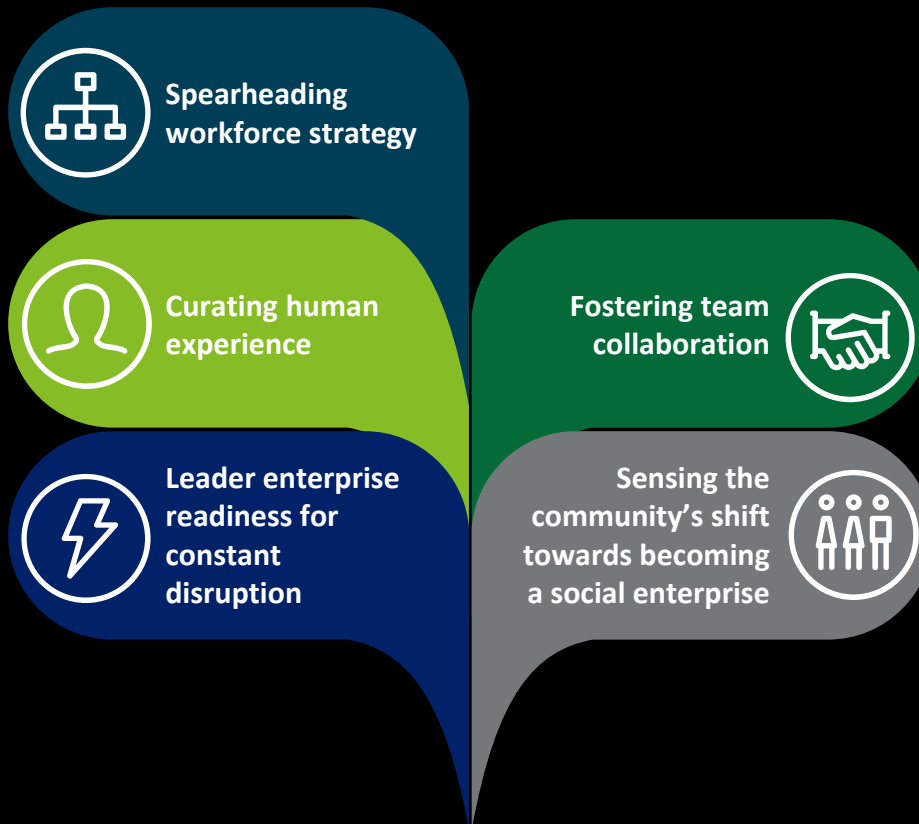 Spearheading
workforce strategy
Curating human
experience
Fostering team
collaboration
Leader enterprise
readiness for
constant
disruption
Sensing the
community’s shift
towards becoming
a social enterprise